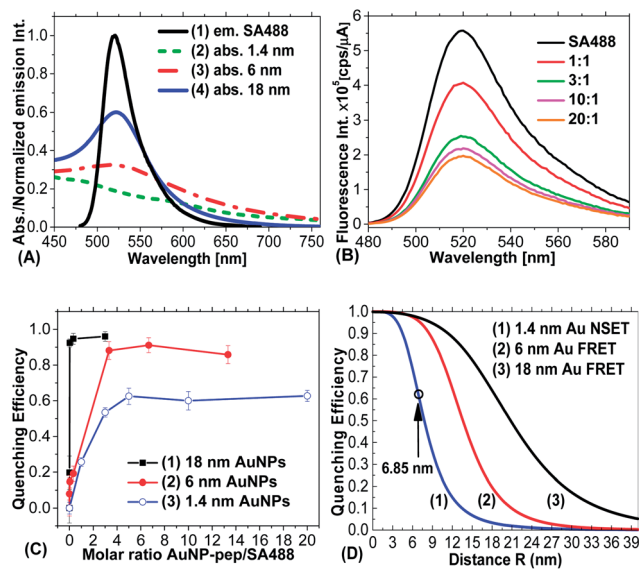 Abs./Normalized emission Int.
1.0
0.8
0.6
0.4
0.2
0.0
(1) em. SA488
(2) abs. 1.4 nm
(3) abs. 6 nm
(4) abs. 18 nm
450 500 550 600 650 700 750
(A) Wavelength [nm]
Fluorescence Int. x10⁵[cps/µA]
6
5
4
3
2
1
0
SA488
1:1
3:1
10:1
20:1
480 500 520 540 560 580
(B) Wavelength [nm]
Quenching Efficiency
1.0
0.8
0.6
0.4
0.2
0.0
(1) 18 nm AuNPs
(2) 6 nm AuNPs
(3) 1.4 nm AuNPs
0 4 8 12 16 20
(C) Molar ratio AuNP-pep/SA488
Quenching Efficiency
1.0
0.9
0.8
0.7
0.6
0.5
0.4
0.3
0.2
0.1
0.0
(1) 1.4 nm Au NSET
(2) 6 nm Au FRET
(3) 18 nm Au FRET
6.85 nm
(1) (2) (3)
0 3 6 9 12 15 18 21 24 27 30 33 36 39
(D) Distance R (nm)